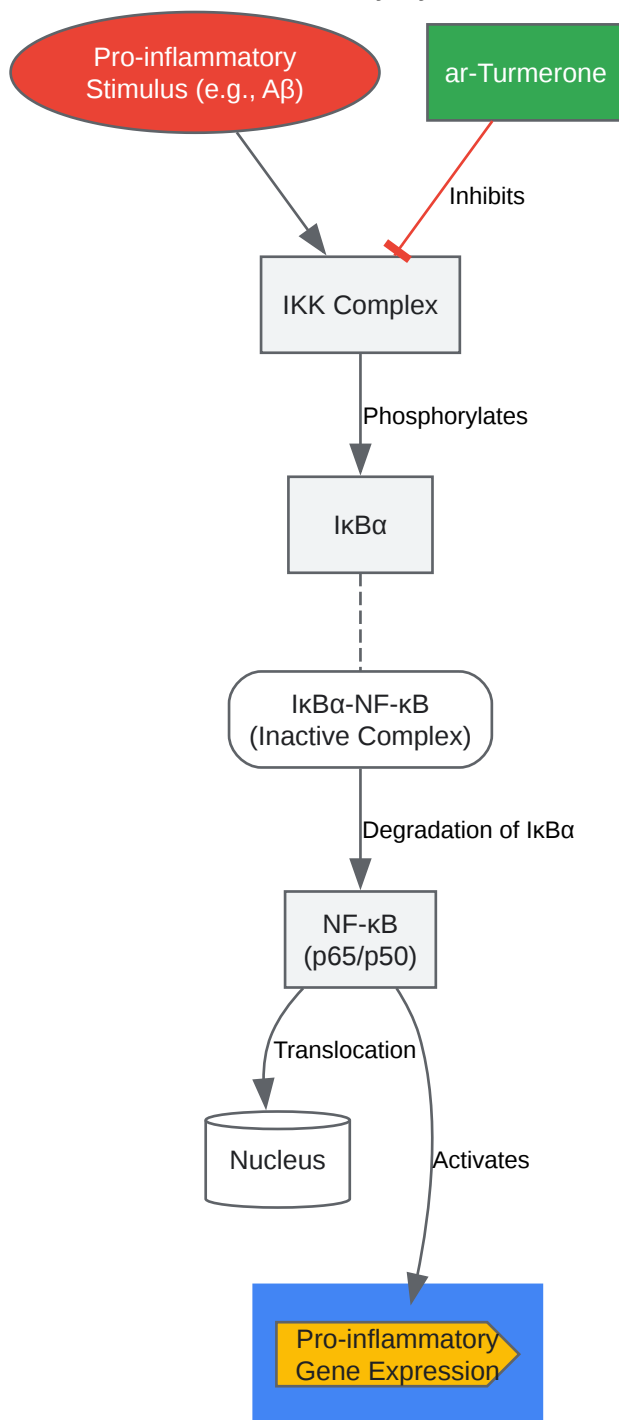 Pro-inflammatory
Stimulus (e.g., Aβ)
ar-Turmerone
Inhibits
IKK Complex
Phosphorylates
IκBα
IκBα-NF-κB
(Inactive Complex)
Degradation of IκBα
NF-κB
(p65/p50)
Translocation
Nucleus
Activates
Pro-inflammatory
Gene Expression